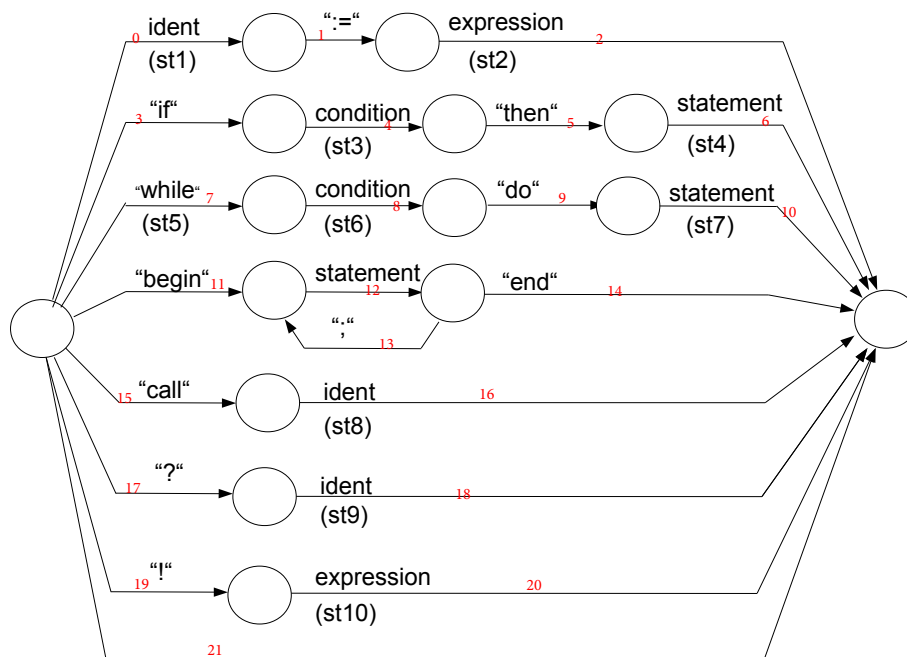 ident “:=“ expression
0 1 2
(st1) (st2)
“if“ condition “then“ statement
3 4 5 6
(st3) (st4)
“while“ condition “do“ statement
7 8 9 10
(st5) (st6) (st7)
“begin“ 11 statement “end“
12 14
“;“
13
“call“ ident 16
15
(st8)
“?“ ident
17 18
(st9)
“!“ expression
19 20
(st10)
21